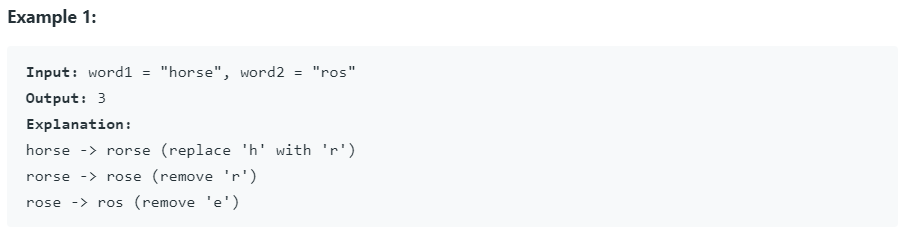 Example 1:
Input: word1 = "horse", word2 = "ros"
Output: 3
Explanation:
horse -> rorse (replace 'h' with 'r')
rorse -> rose (remove 'r')
rose -> ros (remove 'e')